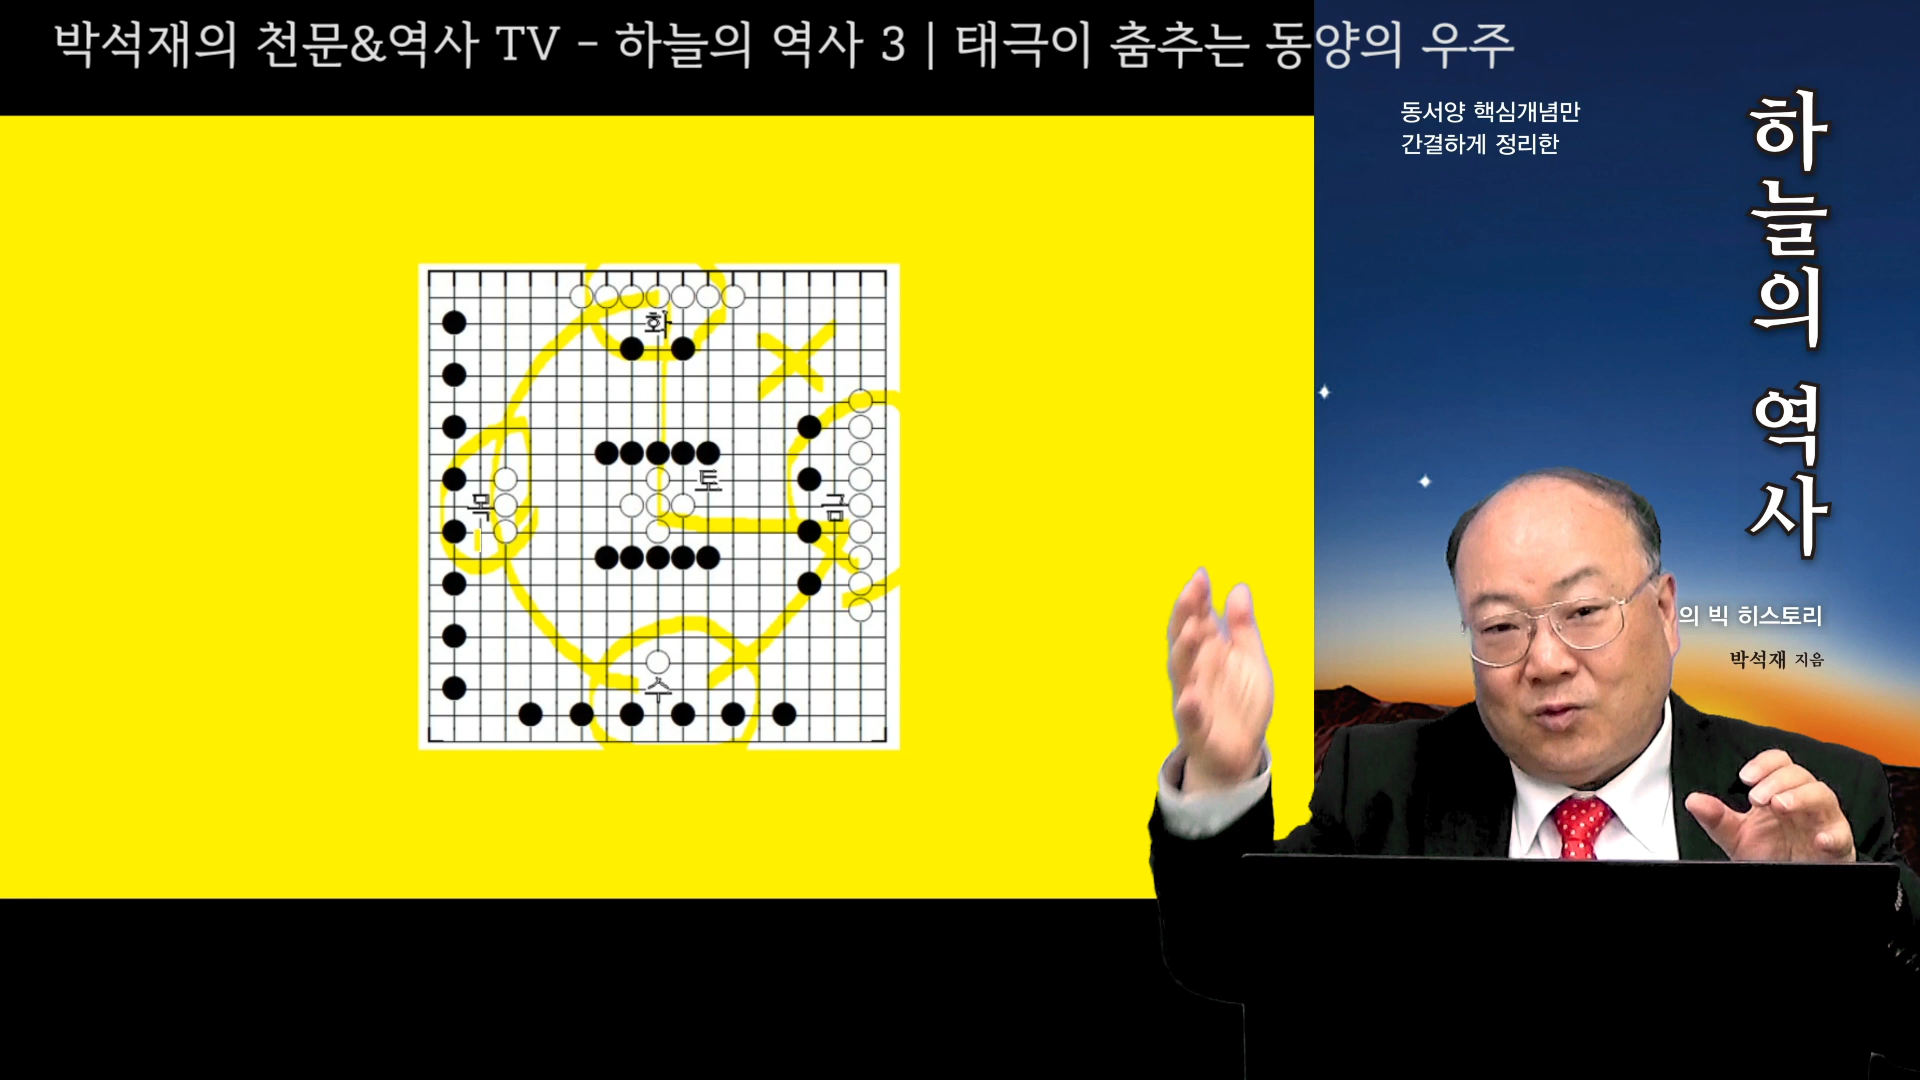 박석재의 천문&역사 TV - 하늘의 역사 3 | 태극이 춤추는 동양의 우주
동서양 핵심개념만
간결하게 정리한
하늘의 역사
의 빅 히스토리
박석재 지음
화
토
목
금
수